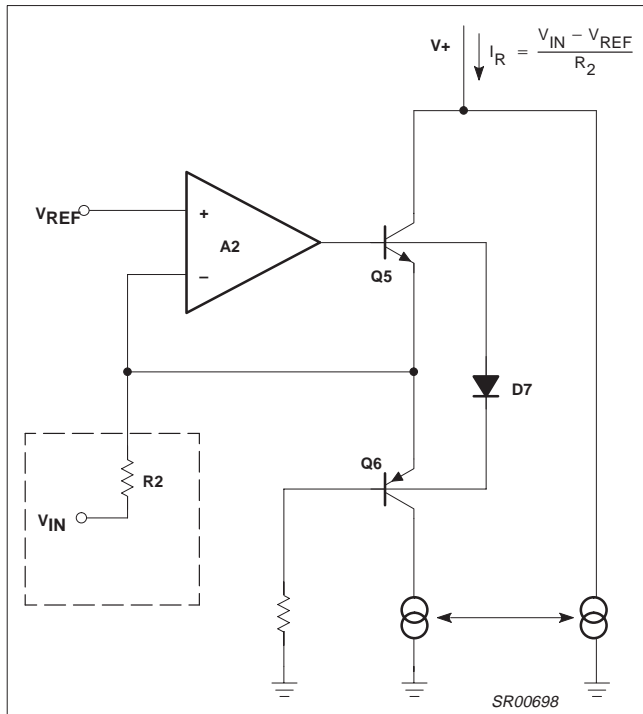 V+
I_R = (V_IN − V_REF) / R_2
V_REF
+
A2
−
Q5
D7
Q6
R2
V_IN
SR00698